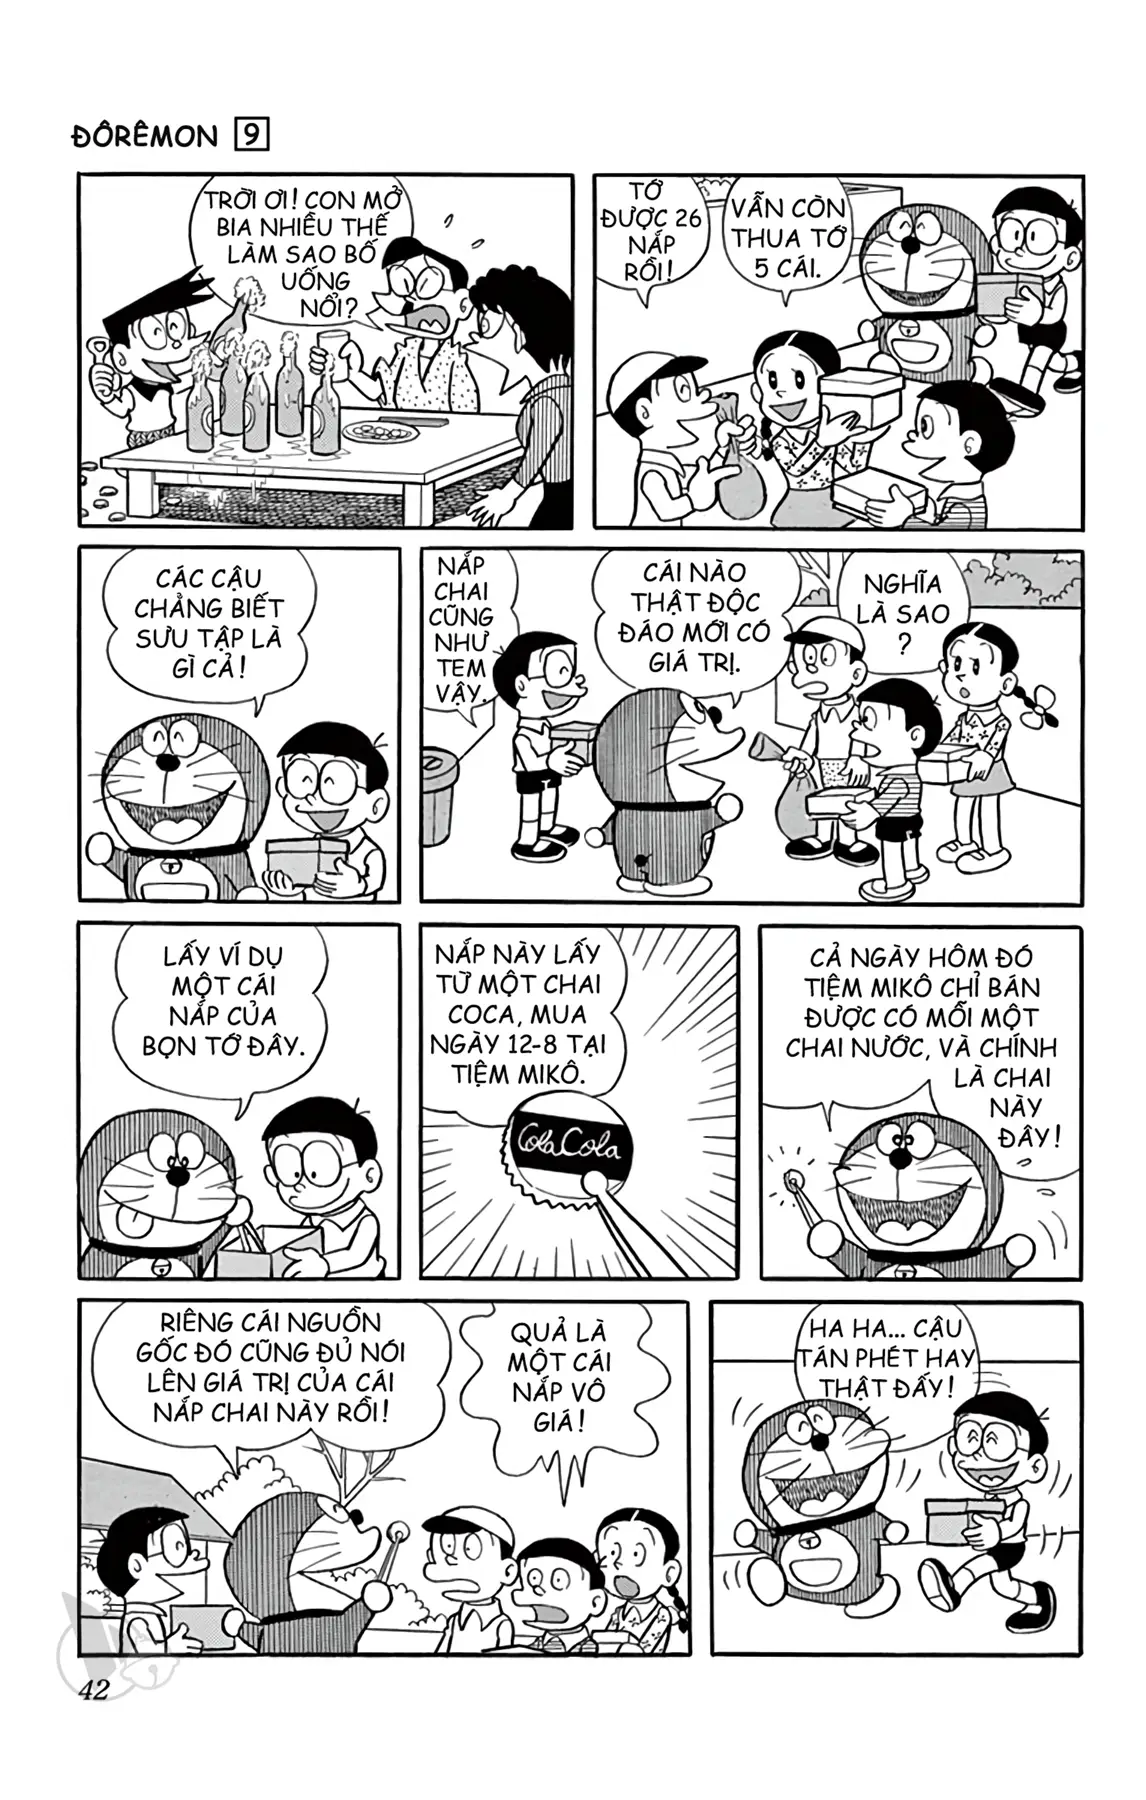 ĐÔRÊMON 9
TRỜI ƠI! CON MỞ
BIA NHIỀU THẾ
LÀM SAO BỐ
UỐNG
NỔI?
TỚ
ĐƯỢC 26
NẮP
RỒI!
VẪN CÒN
THUA TỚ
5 CÁI.
CÁC CẬU
CHẲNG BIẾT
SƯU TẬP LÀ
GÌ CẢ!
NẮP
CHAI
CŨNG
NHƯ
TEM
VẬY.
CÁI NÀO
THẬT ĐỘC
ĐÁO MỚI CÓ
GIÁ TRỊ.
NGHĨA
LÀ SAO
?
LẤY VÍ DỤ
MỘT CÁI
NẮP CỦA
BỌN TỚ ĐÂY.
NẮP NÀY LẤY
TỪ MỘT CHAI
COCA, MUA
NGÀY 12-8 TẠI
TIỆM MIKÔ.
ColaCola
CẢ NGÀY HÔM ĐÓ
TIỆM MIKÔ CHỈ BÁN
ĐƯỢC CÓ MỖI MỘT
CHAI NƯỚC, VÀ CHÍNH
LÀ CHAI
NÀY
ĐÂY!
RIÊNG CÁI NGUỒN
GỐC ĐÓ CŨNG ĐỦ NÓI
LÊN GIÁ TRỊ CỦA CÁI
NẮP CHAI NÀY RỒI!
QUẢ LÀ
MỘT CÁI
NẮP VÔ
GIÁ!
HA HA... CẬU
TÁN PHÉT HAY
THẬT ĐẤY!
42